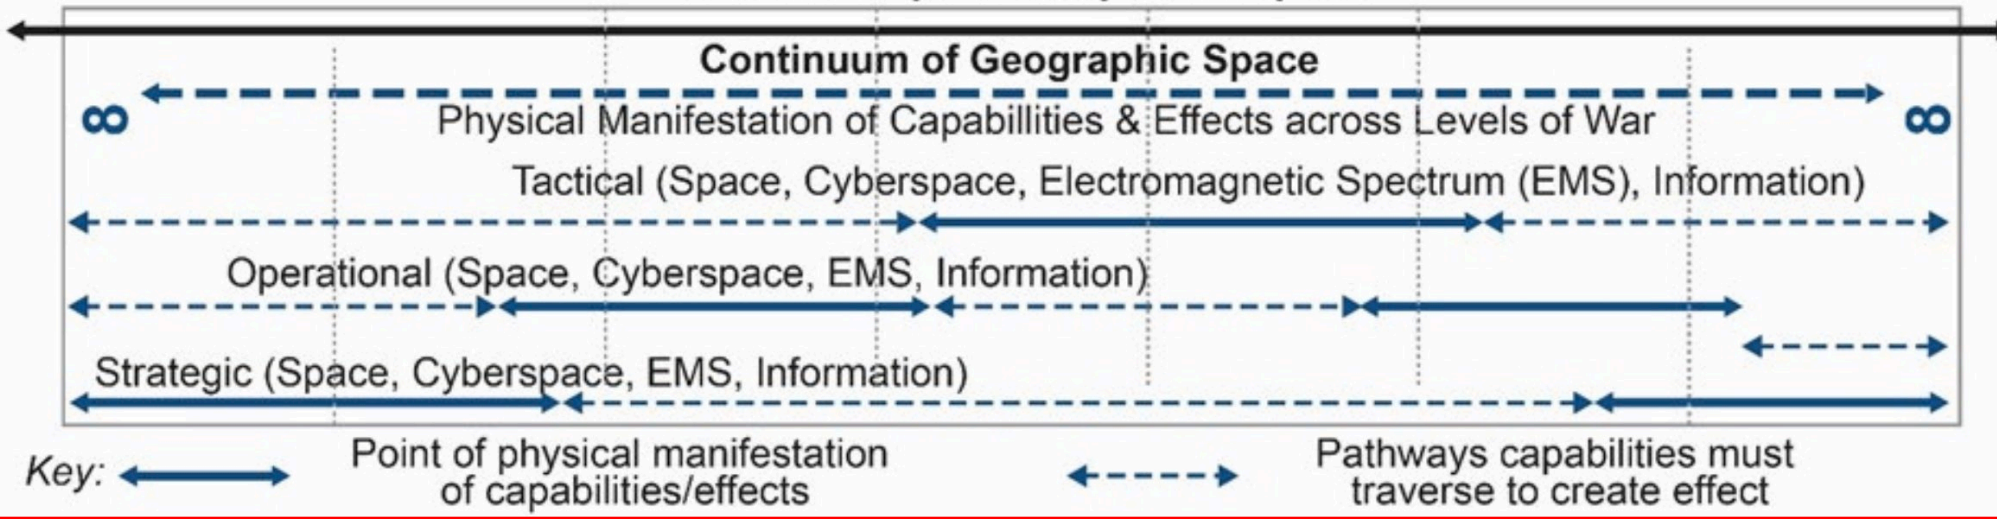 Continuum of Geographic Space
∞ ∞
Physical Manifestation of Capabillities & Effects across Levels of War
Tactical (Space, Cyberspace, Electromagnetic Spectrum (EMS), Information)
Operational (Space, Cyberspace, EMS, Information)
Strategic (Space, Cyberspace, EMS, Information)
Key:
Point of physical manifestation
of capabilities/effects
Pathways capabilities must
traverse to create effect